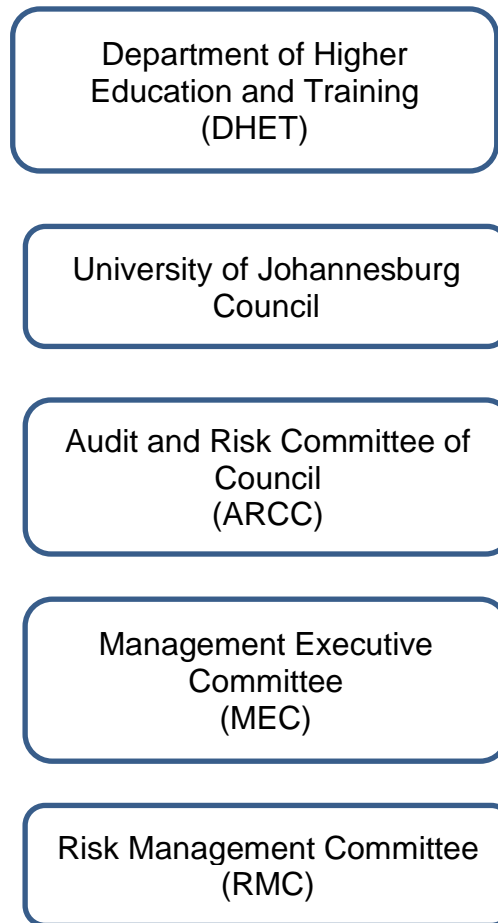 Department of Higher
Education and Training
(DHET)
University of Johannesburg
Council
Audit and Risk Committee of
Council
(ARCC)
Management Executive
Committee
(MEC)
Risk Management Committee
(RMC)